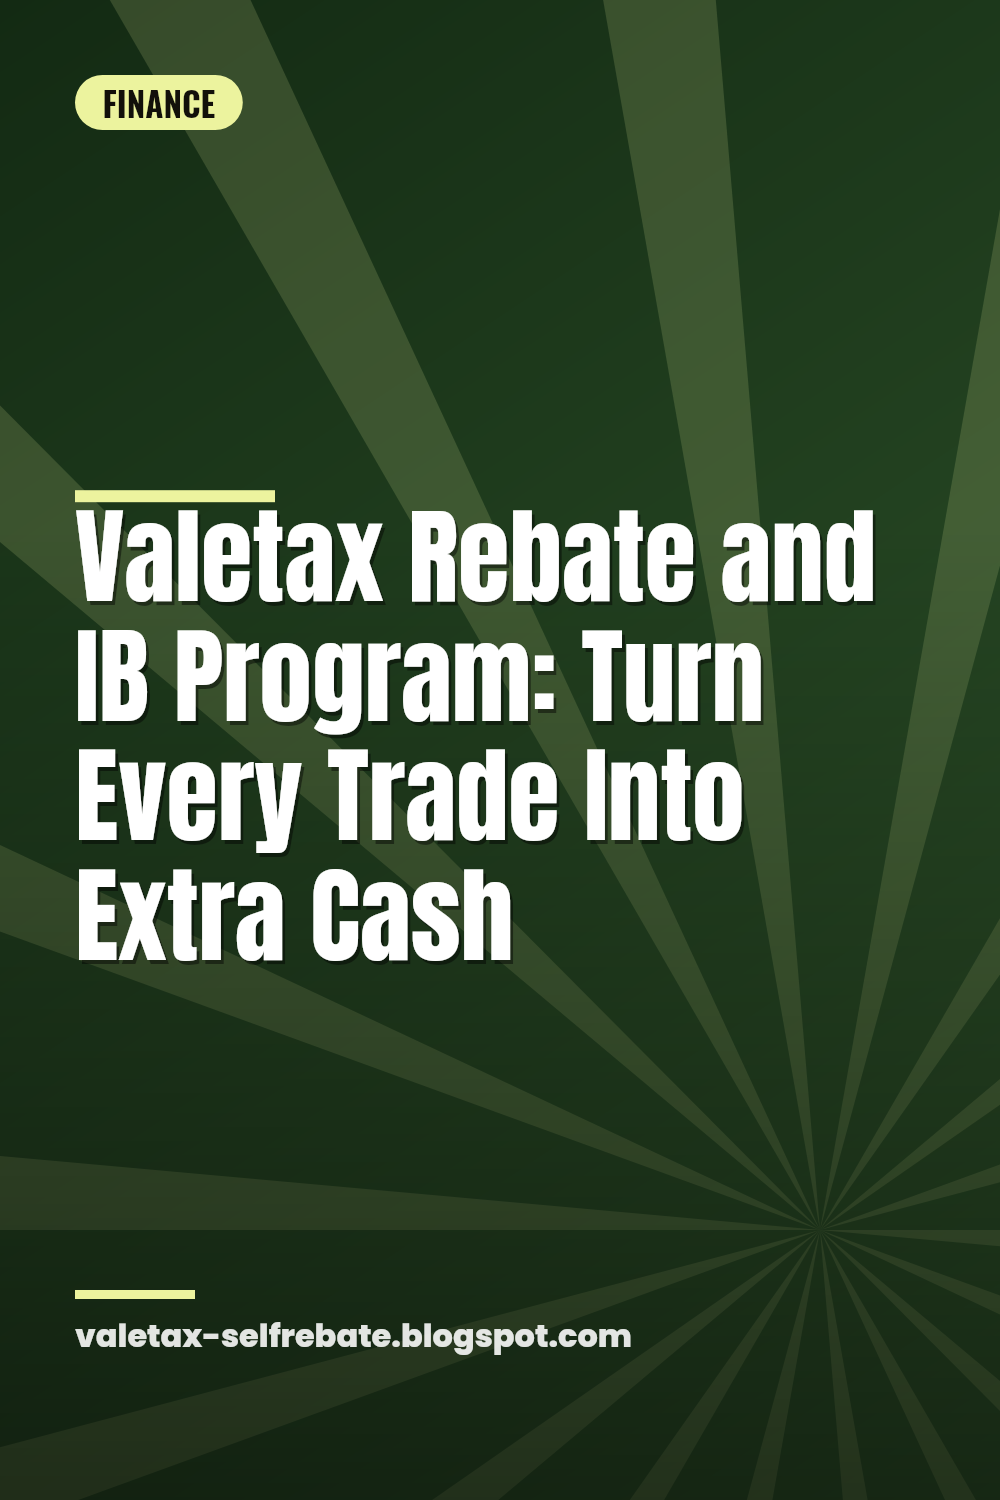 FINANCE
Valetax Rebate and
IB Program: Turn
Every Trade Into
Extra Cash
valetax-selfrebate.blogspot.com